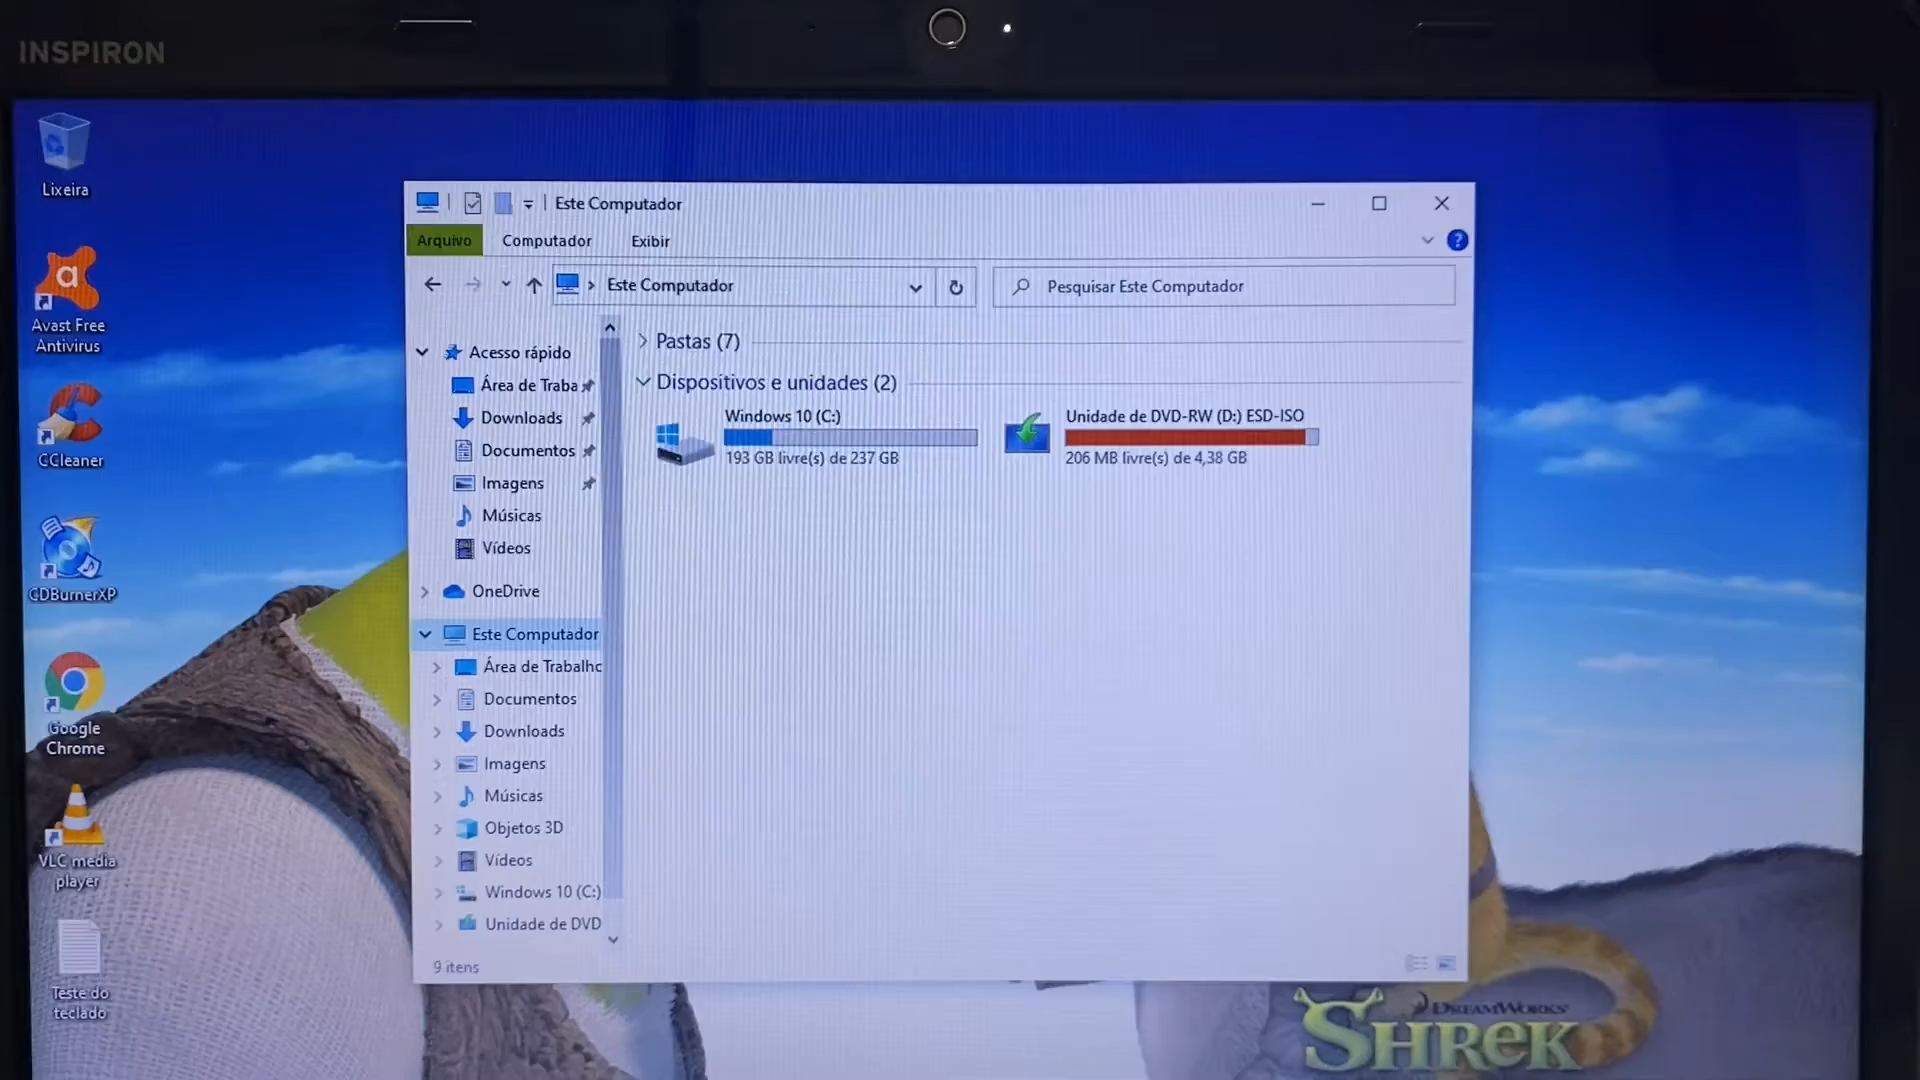 INSPIRON
Lixeira
Avast Free
Antivirus
CCleaner
CDBurnerXP
Google
Chrome
VLC media
player
Teste do
teclado
Este Computador
Arquivo
Computador
Exibir
Este Computador
Pesquisar Este Computador
Acesso rápido
Área de Traba
Downloads
Documentos
Imagens
Músicas
Vídeos
OneDrive
Este Computador
Área de Trabalho
Documentos
Downloads
Imagens
Músicas
Objetos 3D
Vídeos
Windows 10 (C:)
Unidade de DVD
9 itens
Pastas (7)
Dispositivos e unidades (2)
Windows 10 (C:)
193 GB livre(s) de 237 GB
Unidade de DVD-RW (D:) ESD-ISO
206 MB livre(s) de 4,38 GB
DREAMWORKS
SHREK